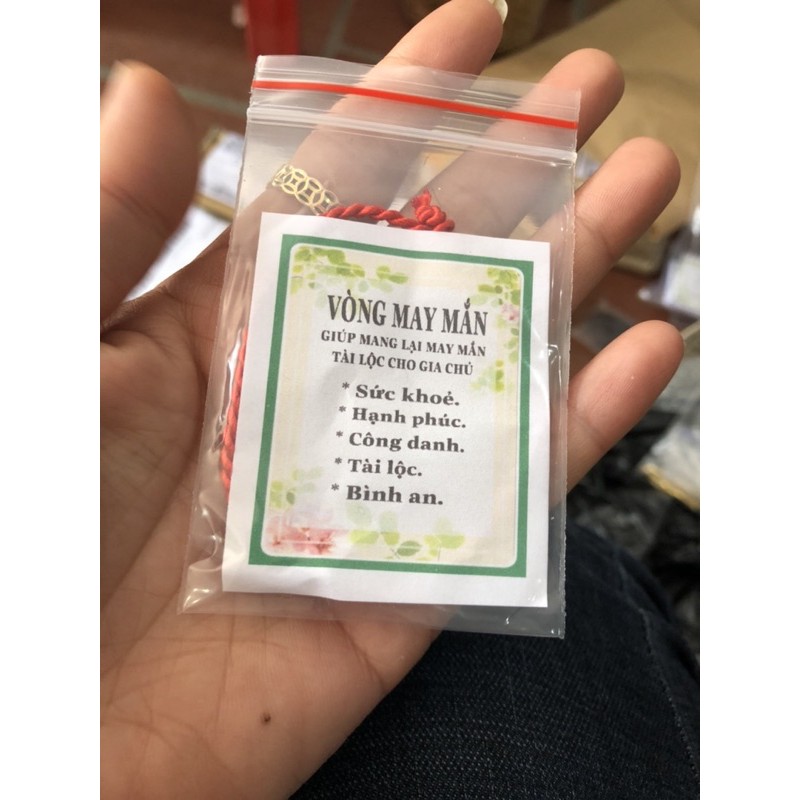 VÒNG MAY MẮN
GIÚP MANG LẠI MAY MẮN
TÀI LỘC CHO GIA CHỦ
* Sức khoẻ.
* Hạnh phúc.
* Công danh.
* Tài lộc.
* Bình an.